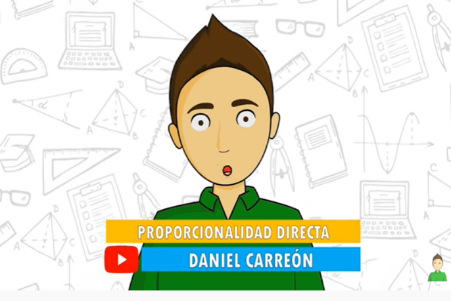 PROPORCIONALIDAD DIRECTA
DANIEL CARREÓN